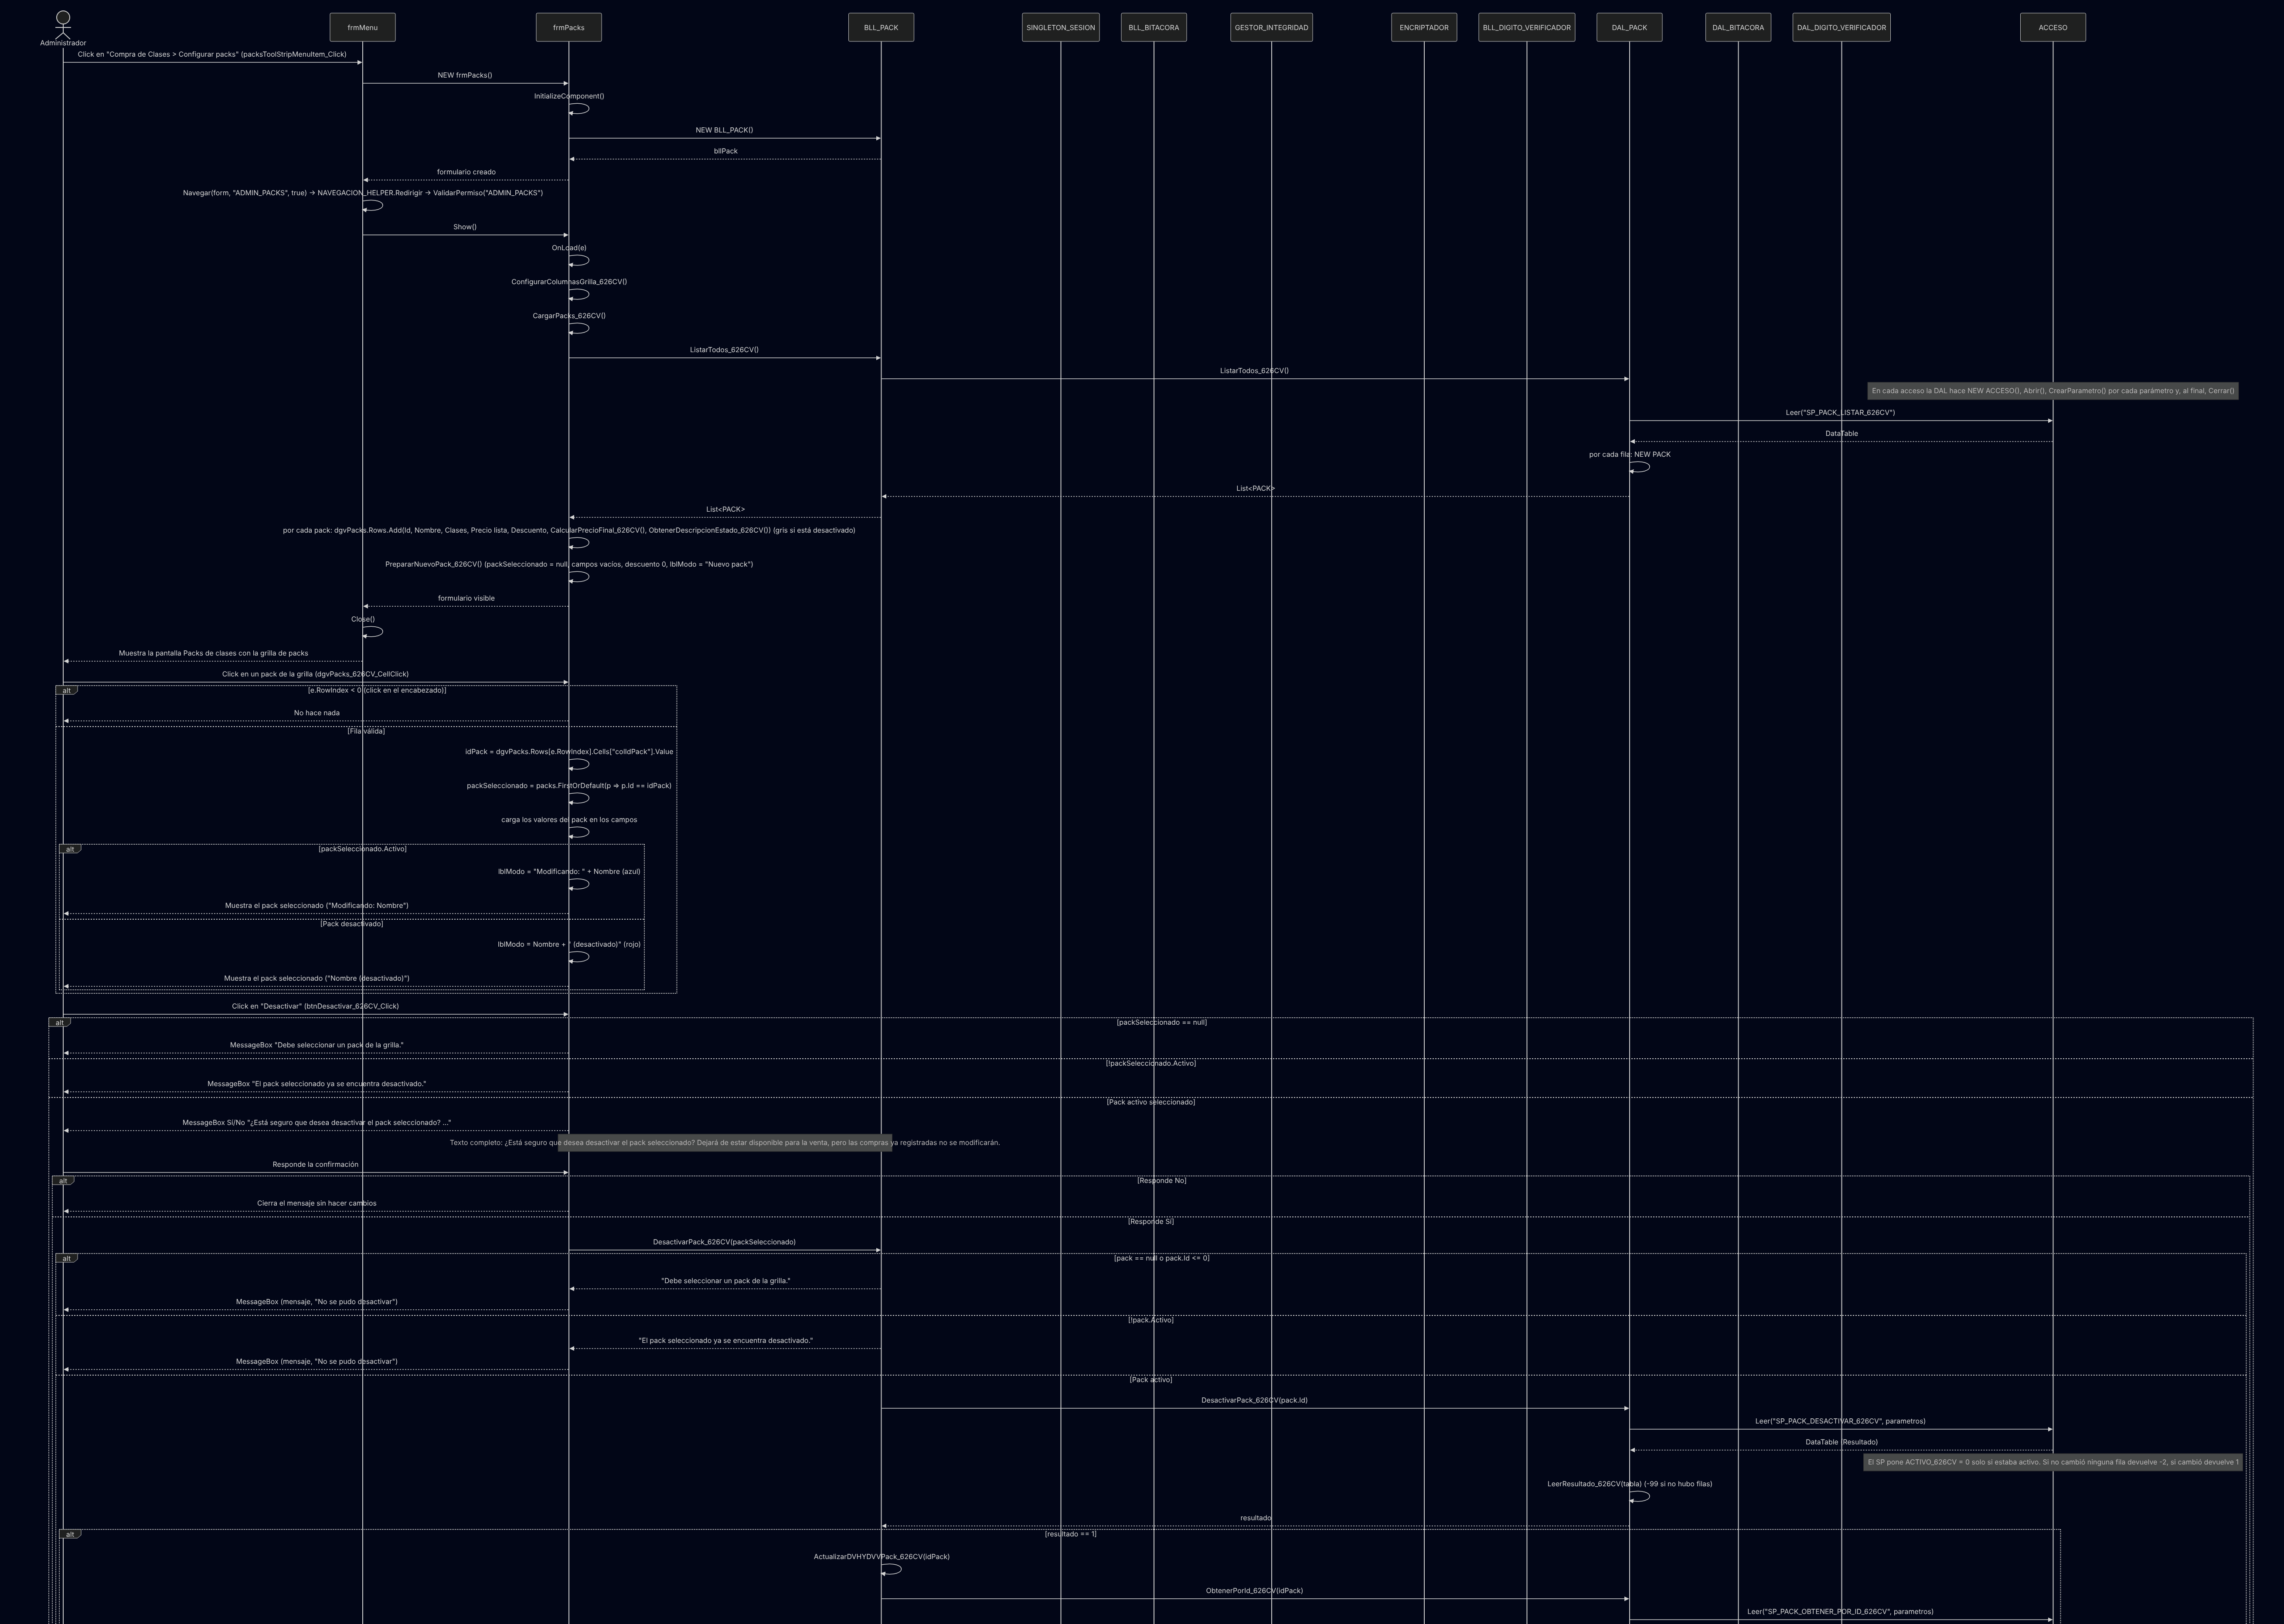 Administrador
frmMenu
frmPacks
BLL_PACK
SINGLETON_SESION
BLL_BITACORA
GESTOR_INTEGRIDAD
ENCRIPTADOR
BLL_DIGITO_VERIFICADOR
DAL_PACK
DAL_BITACORA
DAL_DIGITO_VERIFICADOR
ACCESO
Click en "Compra de Clases > Configurar packs" (packsToolStripMenuItem_Click)
NEW frmPacks()
InitializeComponent()
NEW BLL_PACK()
bllPack
formulario creado
Navegar(form, "ADMIN_PACKS", true) → NAVEGACION_HELPER.Redirigir → ValidarPermiso("ADMIN_PACKS")
Show()
OnLoad(e)
ConfigurarColumnasGrilla_626CV()
CargarPacks_626CV()
ListarTodos_626CV()
ListarTodos_626CV()
En cada acceso la DAL hace NEW ACCESO(), Abrir(), CrearParametro() por cada parámetro y, al final, Cerrar()
Leer("SP_PACK_LISTAR_626CV")
DataTable
por cada fila: NEW PACK
List<PACK>
List<PACK>
por cada pack: dgvPacks.Rows.Add(Id, Nombre, Clases, Precio lista, Descuento, CalcularPrecioFinal_626CV(), ObtenerDescripcionEstado_626CV()) (gris si está desactivado)
PrepararNuevoPack_626CV() (packSeleccionado = null, campos vacíos, descuento 0, lblModo = "Nuevo pack")
formulario visible
Close()
Muestra la pantalla Packs de clases con la grilla de packs
Click en un pack de la grilla (dgvPacks_626CV_CellClick)
alt
[e.RowIndex < 0 (click en el encabezado)]
No hace nada
[Fila válida]
idPack = dgvPacks.Rows[e.RowIndex].Cells["colIdPack"].Value
packSeleccionado = packs.FirstOrDefault(p => p.Id == idPack)
carga los valores del pack en los campos
alt
[packSeleccionado.Activo]
lblModo = "Modificando: " + Nombre (azul)
Muestra el pack seleccionado ("Modificando: Nombre")
[Pack desactivado]
lblModo = Nombre + " (desactivado)" (rojo)
Muestra el pack seleccionado ("Nombre (desactivado)")
Click en "Desactivar" (btnDesactivar_626CV_Click)
alt
[packSeleccionado == null]
MessageBox "Debe seleccionar un pack de la grilla."
[!packSeleccionado.Activo]
MessageBox "El pack seleccionado ya se encuentra desactivado."
[Pack activo seleccionado]
MessageBox Sí/No "¿Está seguro que desea desactivar el pack seleccionado? ..."
Texto completo: ¿Está seguro que desea desactivar el pack seleccionado? Dejará de estar disponible para la venta, pero las compras ya registradas no se modificarán.
Responde la confirmación
alt
[Responde No]
Cierra el mensaje sin hacer cambios
[Responde Sí]
DesactivarPack_626CV(packSeleccionado)
alt
[pack == null o pack.Id <= 0]
"Debe seleccionar un pack de la grilla."
MessageBox (mensaje, "No se pudo desactivar")
[!pack.Activo]
"El pack seleccionado ya se encuentra desactivado."
MessageBox (mensaje, "No se pudo desactivar")
[Pack activo]
DesactivarPack_626CV(pack.Id)
Leer("SP_PACK_DESACTIVAR_626CV", parametros)
DataTable (Resultado)
El SP pone ACTIVO_626CV = 0 solo si estaba activo. Si no cambió ninguna fila devuelve -2, si cambió devuelve 1
LeerResultado_626CV(tabla) (-99 si no hubo filas)
resultado
alt
[resultado == 1]
ActualizarDVHYDVVPack_626CV(idPack)
ObtenerPorId_626CV(idPack)
Leer("SP_PACK_OBTENER_POR_ID_626CV", parametros)